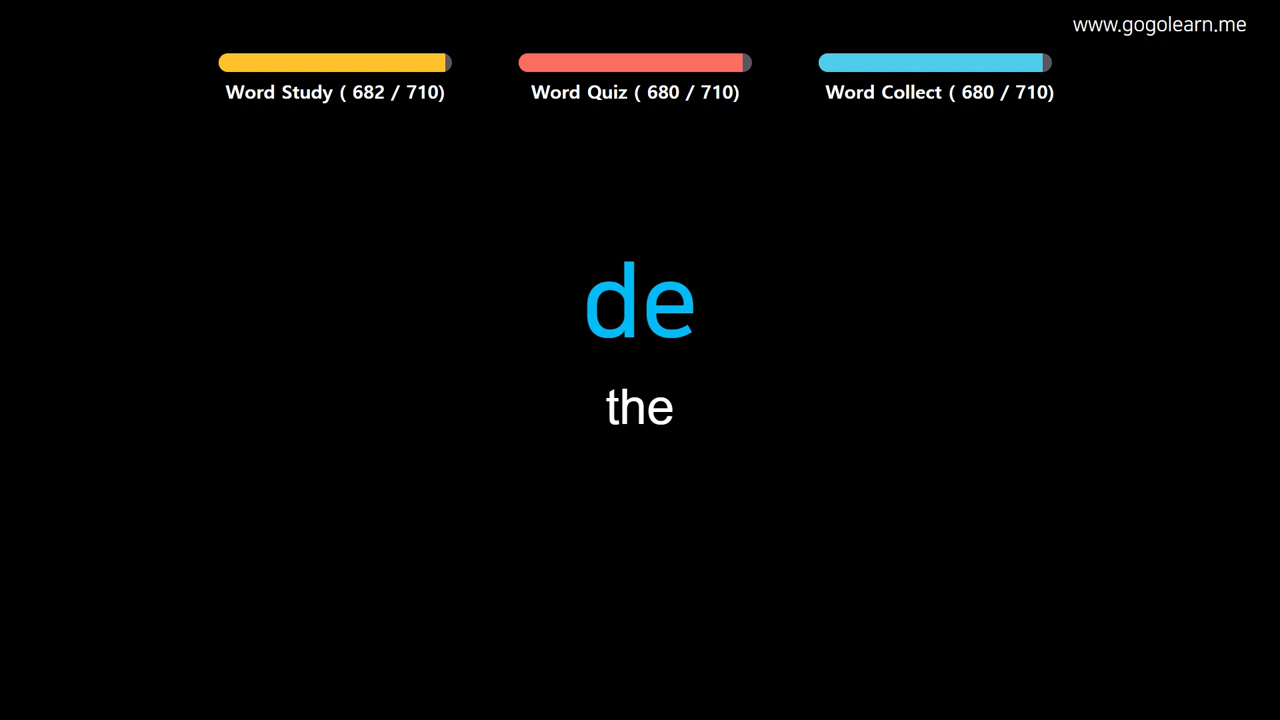 www.gogolearn.me
Word Study ( 682 / 710)
Word Quiz ( 680 / 710)
Word Collect ( 680 / 710)
de
the